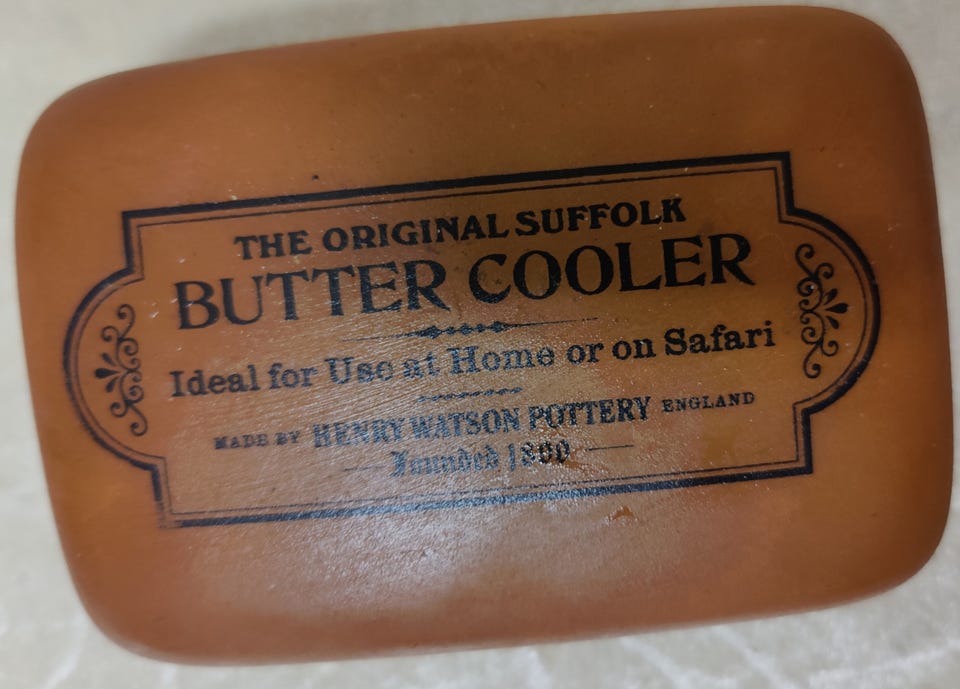 THE ORIGINAL SUFFOLK
BUTTER COOLER
Ideal for Use at Home or on Safari
MADE BY HENRY WATSON POTTERY ENGLAND
Founded 1800